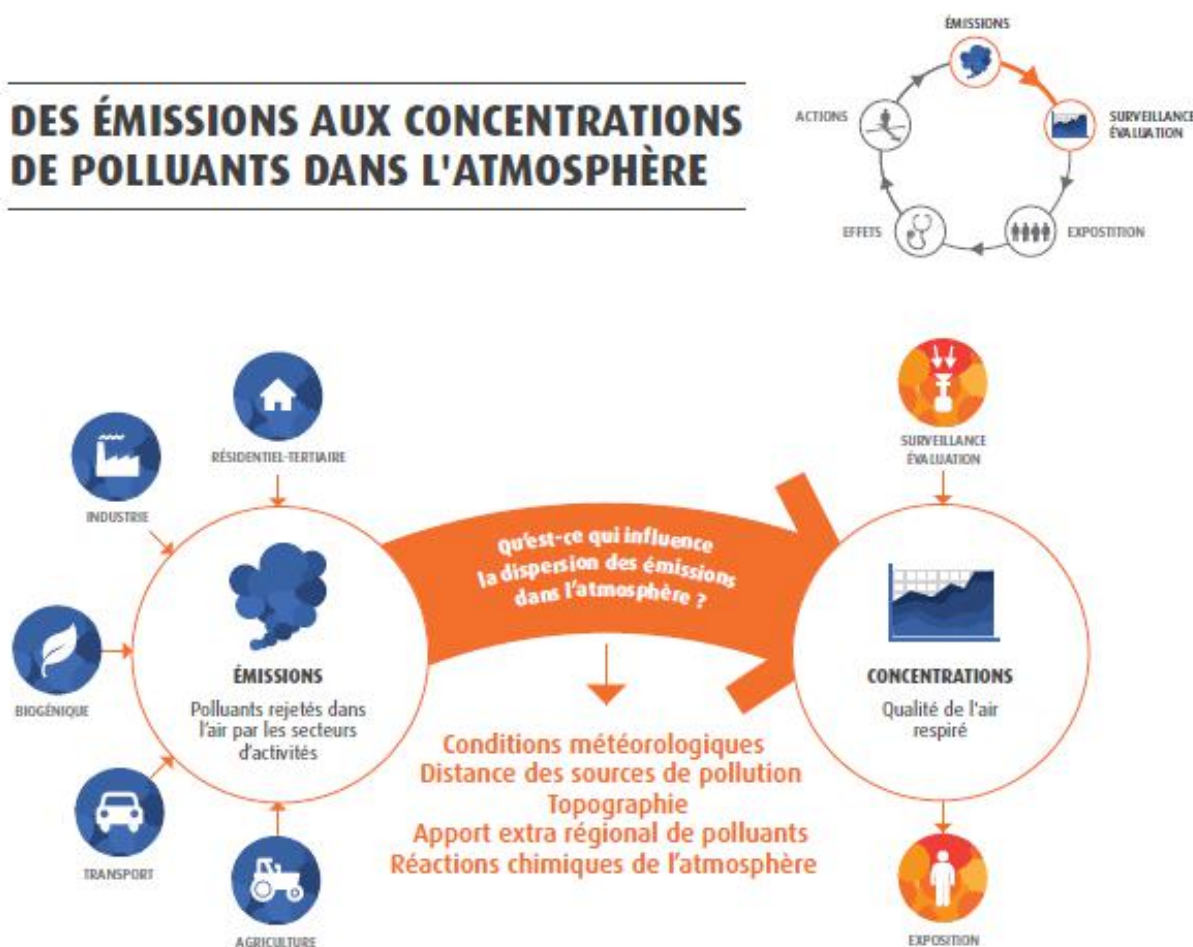 DES ÉMISSIONS AUX CONCENTRATIONS
DE POLLUANTS DANS L'ATMOSPHÈRE
ÉMISSIONS
ACTIONS
SURVEILLANCE
ÉVALUATION
EFFETS
EXPOSTITION
RÉSIDENTIEL-TERTIAIRE
INDUSTRIE
BIOGÉNIQUE
TRANSPORT
AGRICULTURE
ÉMISSIONS
Polluants rejetés dans
l'air par les secteurs
d'activités
Qu'est-ce qui influence
la dispersion des émissions
dans l'atmosphère ?
Conditions météorologiques
Distance des sources de pollution
Topographie
Apport extra régional de polluants
Réactions chimiques de l'atmosphère
SURVEILLANCE
ÉVALUATION
CONCENTRATIONS
Qualité de l'air
respiré
EXPOSITION